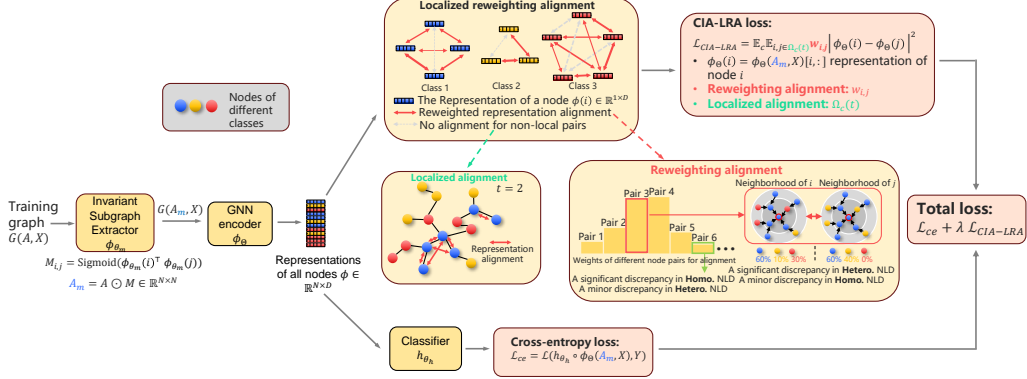 Localized reweighting alignment
Class 1
Class 2
Class 3
The Representation of a node ϕ(i) ∈ ℝ^{1×D}
Reweighted representation alignment
No alignment for non-local pairs
CIA-LRA loss:
ℒ_{CIA-LRA} = 𝔼_c 𝔼_{i,j∈Ω_c(t)} w_{i,j} |ϕ_Θ(i) − ϕ_Θ(j)|^2
• ϕ_Θ(i) = ϕ_Θ(A_m, X)[i, :] representation of
node i
• Reweighting alignment: w_{i,j}
• Localized alignment: Ω_c(t)
Nodes of
different
classes
Training
graph
G(A, X)
Invariant
Subgraph
Extractor
ϕ_{θ_m}
G(A_m, X)
GNN
encoder
ϕ_Θ
M_{i,j} = Sigmoid(ϕ_{θ_m}(i)^⊤ ϕ_{θ_m}(j))
A_m = A ⊙ M ∈ ℝ^{N×N}
Representations
of all nodes ϕ ∈
ℝ^{N×D}
Localized alignment
t = 2
Representation
alignment
Reweighting alignment
Pair 1
Pair 2
Pair 3
Pair 4
Pair 5
Pair 6
•••
Weights of different node pairs for alignment
A significant discrepancy in Homo. NLD
A minor discrepancy in Hetero. NLD
Neighborhood of i
Neighborhood of j
60% 10% 30%
60% 40% 0%
A significant discrepancy in Hetero. NLD
A minor discrepancy in Homo. NLD
Total loss:
ℒ_{ce} + λ ℒ_{CIA-LRA}
Classifier
h_{θ_h}
Cross-entropy loss:
ℒ_{ce} = ℒ(h_{θ_h} ∘ ϕ_Θ(A_m, X), Y)